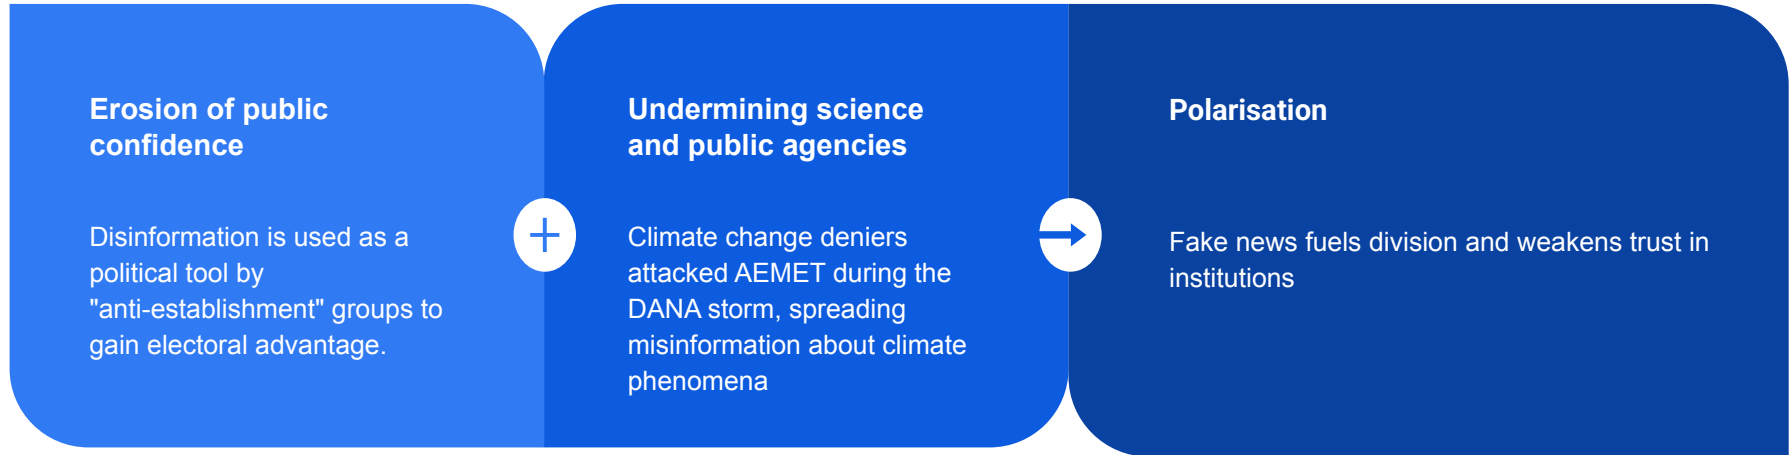 Erosion of public
confidence
Disinformation is used as a
political tool by
"anti-establishment" groups to
gain electoral advantage.
Undermining science
and public agencies
Climate change deniers
attacked AEMET during the
DANA storm, spreading
misinformation about climate
phenomena
Polarisation
Fake news fuels division and weakens trust in
institutions